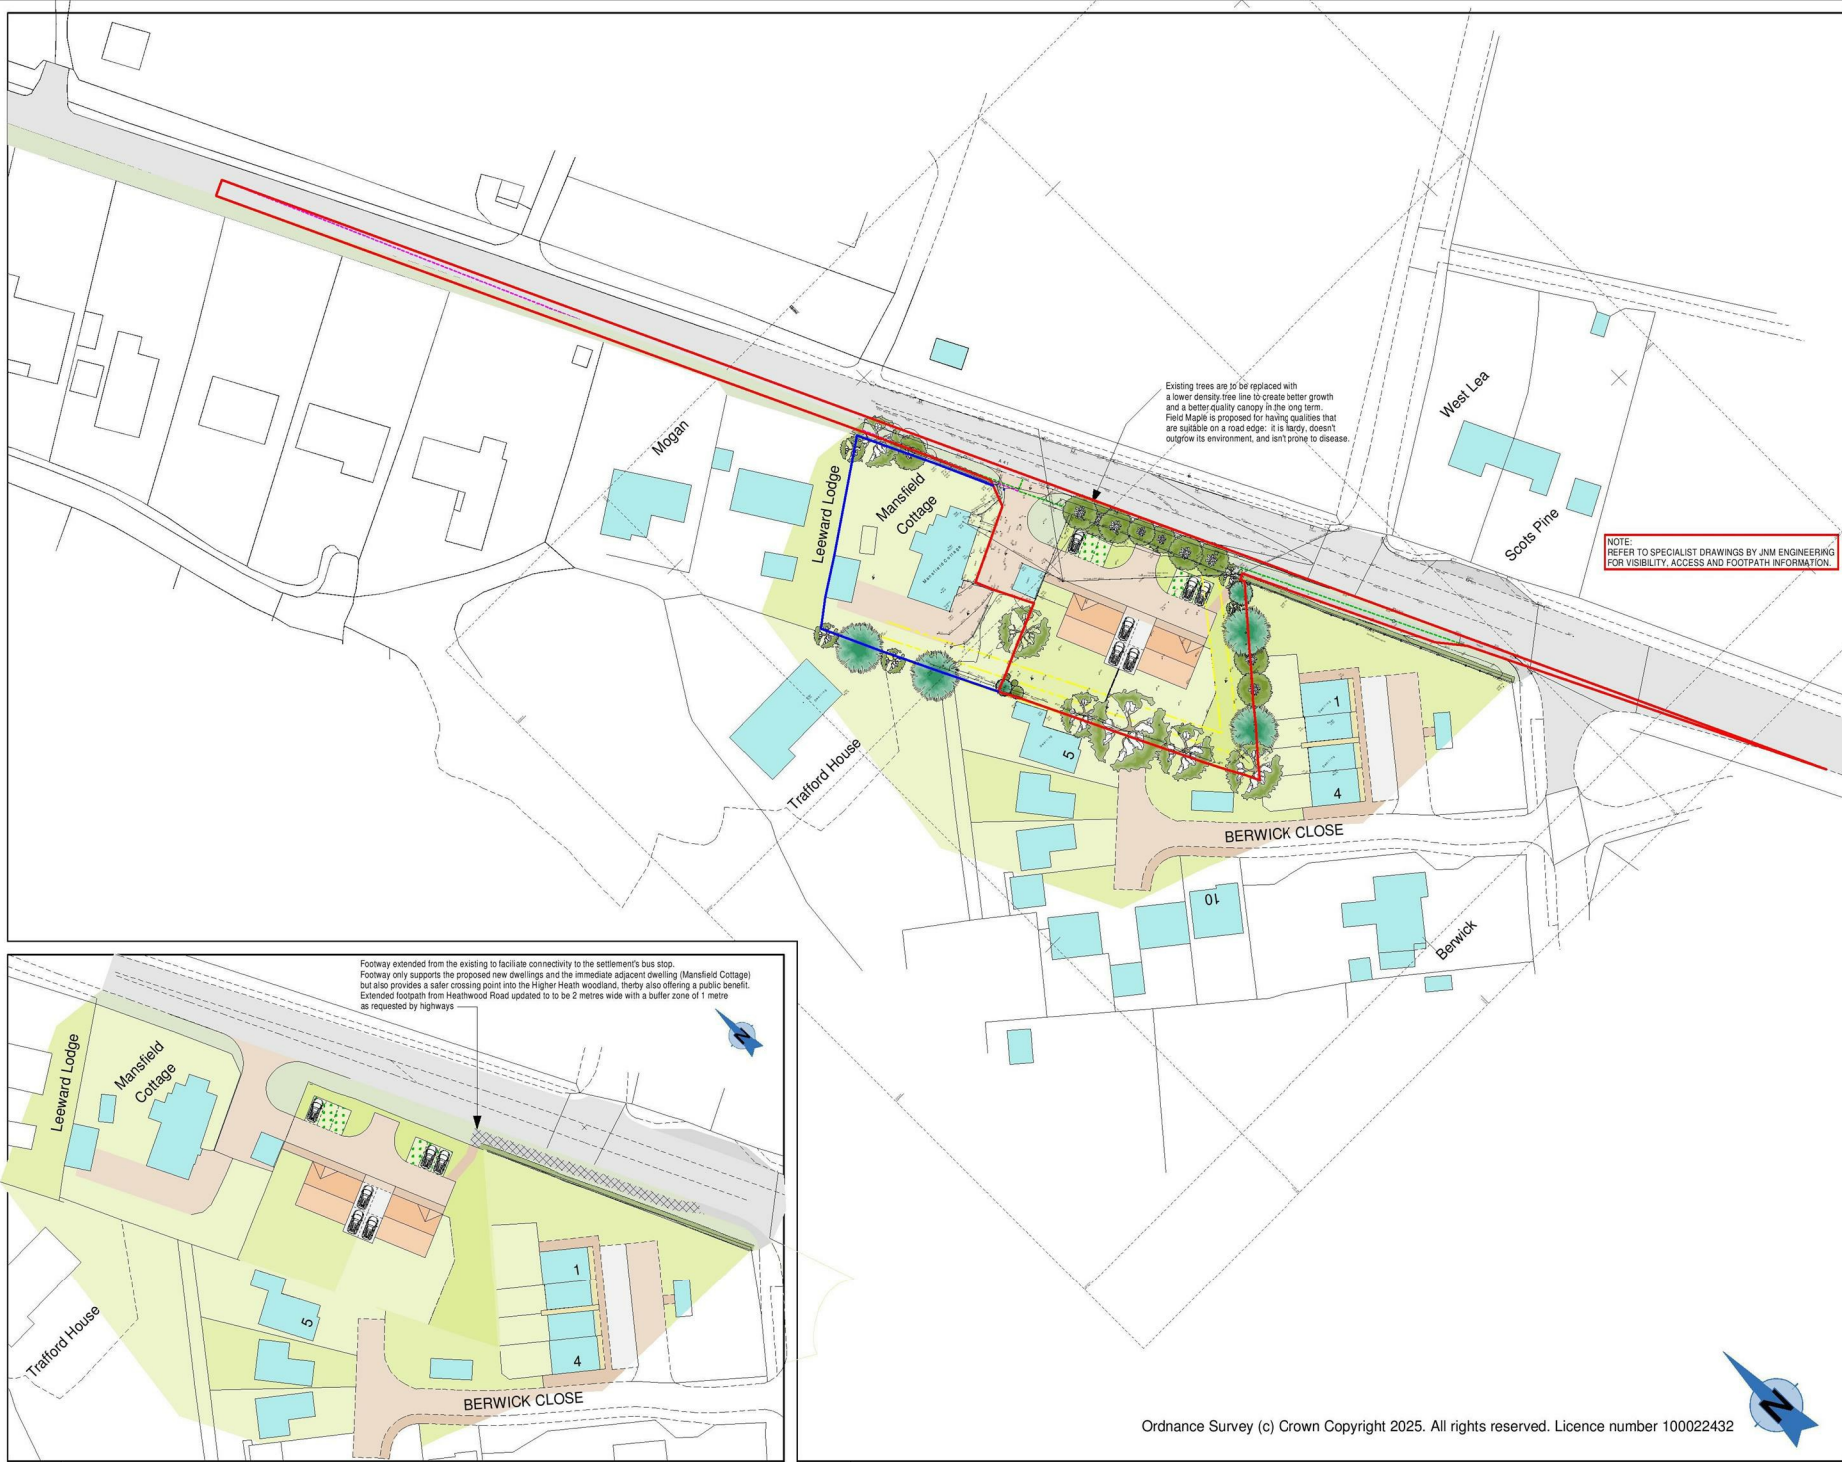 Existing trees are to be replaced with
a lower density tree line to create better growth
and a better quality canopy in the long term.
Field Maple is proposed for having qualities that
are suitable on a road edge: it is hardy, doesn't
outgrow its environment, and isn't prone to disease.
West Lea
Scots Pine
NOTE:
REFER TO SPECIALIST DRAWINGS BY JNM ENGINEERING
FOR VISIBILITY, ACCESS AND FOOTPATH INFORMATION.
Mogan
Leeward Lodge
Mansfield
Cottage
Mansfield Cottage
Trafford House
5
1
4
BERWICK CLOSE
10
Berwick
Footway extended from the existing to faciliate connectivity to the settlement's bus stop.
Footway only supports the proposed new dwellings and the immediate adjacent dwelling (Mansfield Cottage)
but also provides a safer crossing point into the Higher Heath woodland, therby also offering a public benefit.
Extended footpath from Heathwood Road updated to to be 2 metres wide with a buffer zone of 1 metre
as requested by highways
N
Leeward Lodge
Mansfield
Cottage
Trafford House
5
1
4
BERWICK CLOSE
Ordnance Survey (c) Crown Copyright 2025. All rights reserved. Licence number 100022432
N